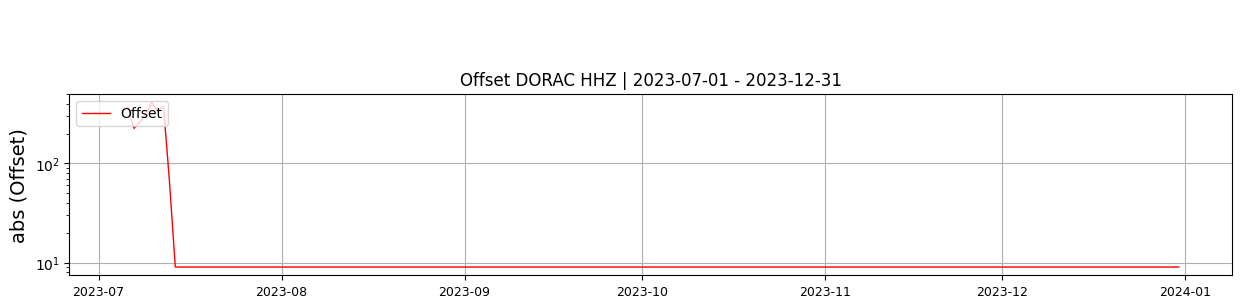 Offset DORAC HHZ | 2023-07-01 - 2023-12-31
Offset
abs (Offset)
10²
10¹
2023-07 2023-08 2023-09 2023-10 2023-11 2023-12 2024-01